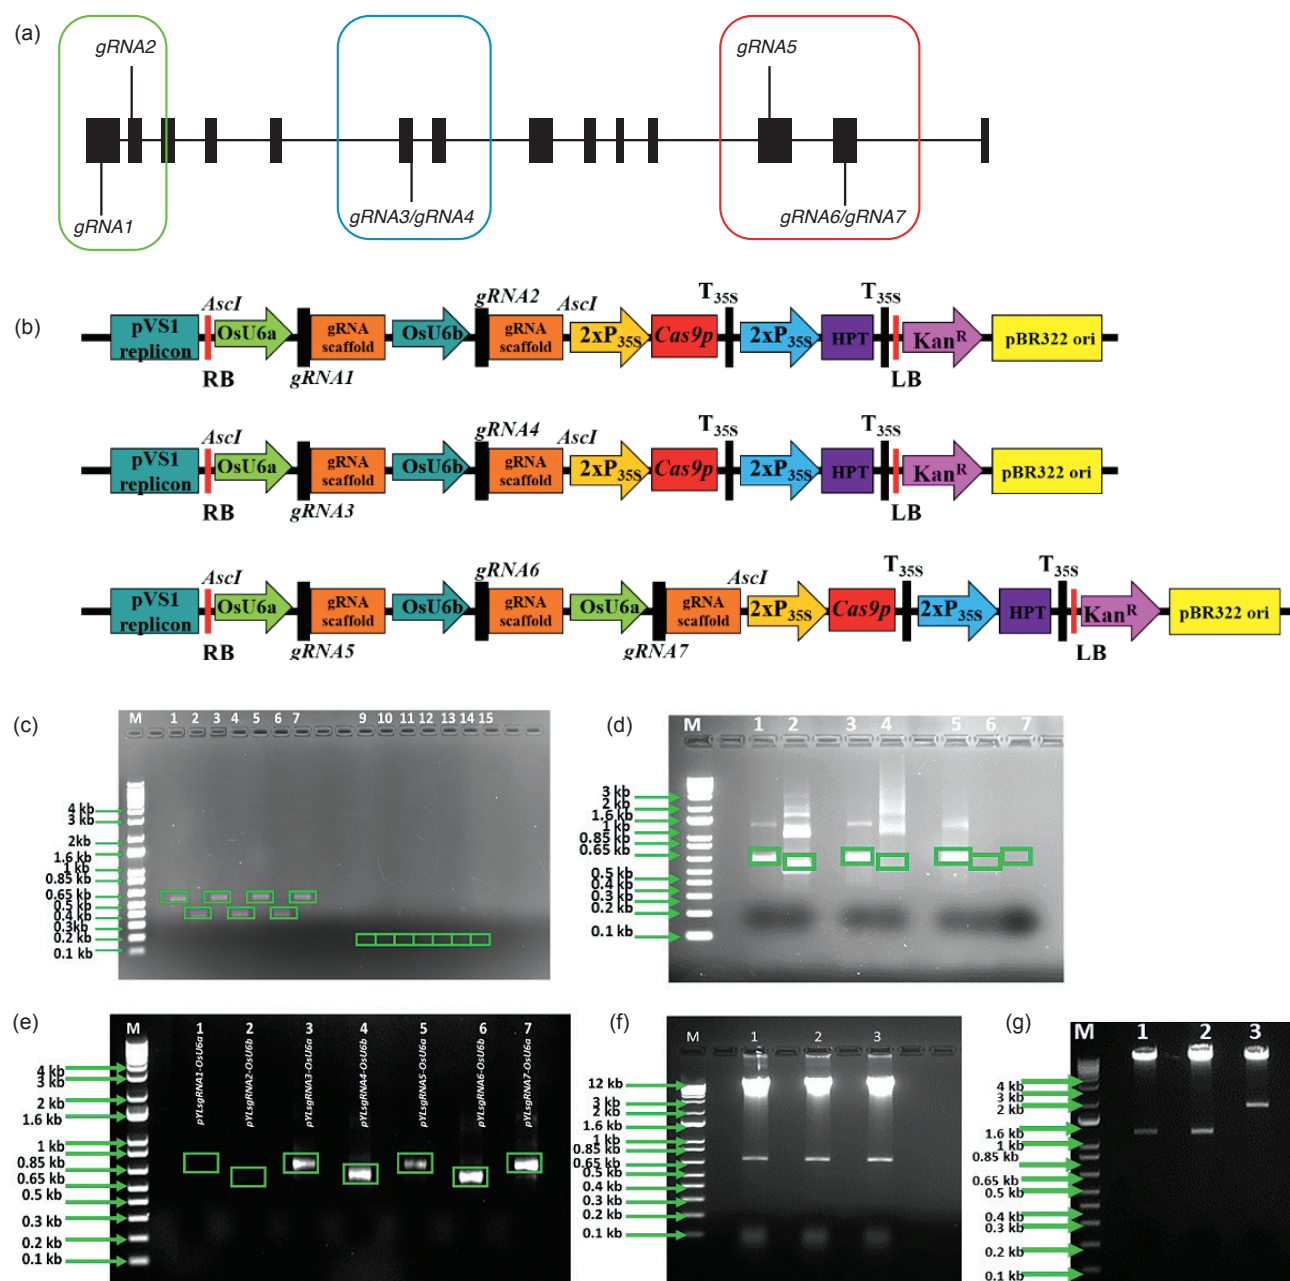 (a)
gRNA2
gRNA5
gRNA1
gRNA3/gRNA4
gRNA6/gRNA7
(b)
AscI
gRNA2
AscI
T35S
T35S
pVS1 replicon
OsU6a
gRNA scaffold
OsU6b
gRNA scaffold
2xP35S
Cas9p
2xP35S
HPT
KanR
pBR322 ori
RB
gRNA1
LB
AscI
gRNA4
AscI
T35S
T35S
pVS1 replicon
OsU6a
gRNA scaffold
OsU6b
gRNA scaffold
2xP35S
Cas9p
2xP35S
HPT
KanR
pBR322 ori
RB
gRNA3
LB
AscI
gRNA6
AscI
T35S
T35S
pVS1 replicon
OsU6a
gRNA scaffold
OsU6b
gRNA scaffold
OsU6a
gRNA scaffold
2xP35S
Cas9p
2xP35S
HPT
KanR
pBR322 ori
RB
gRNA5
gRNA7
LB
(c)
M 1 2 3 4 5 6 7 9 10 11 12 13 14 15
4 kb
3 kb
2kb
1.6 kb
1 kb
0.85 kb
0.65 kb
0.5 kb
0.4 kb
0.3kb
0.2 kb
0.1 kb
(d)
M 1 2 3 4 5 6 7
3 kb
2 kb
1.6 kb
1 kb
0.85 kb
0.65 kb
0.5 kb
0.4 kb
0.3 kb
0.2 kb
0.1 kb
(e)
M 1 2 3 4 5 6 7
pYLsgRNA1-OsU6a
pYLsgRNA2-OsU6b
pYLsgRNA3-OsU6a
pYLsgRNA4-OsU6b
pYLsgRNA5-OsU6a
pYLsgRNA6-OsU6b
pYLsgRNA7-OsU6a
4 kb
3 kb
2 kb
1.6 kb
1 kb
0.85 kb
0.65 kb
0.5 kb
0.3 kb
0.2 kb
0.1 kb
(f)
M 1 2 3
12 kb
3 kb
2 kb
1.6 kb
1 kb
0.85 kb
0.65 kb
0.5 kb
0.4 kb
0.3 kb
0.2 kb
0.1 kb
(g)
M 1 2 3
4 kb
3 kb
2 kb
1.6 kb
1 kb
0.85 kb
0.65 kb
0.5 kb
0.4 kb
0.3 kb
0.2 kb
0.1 kb